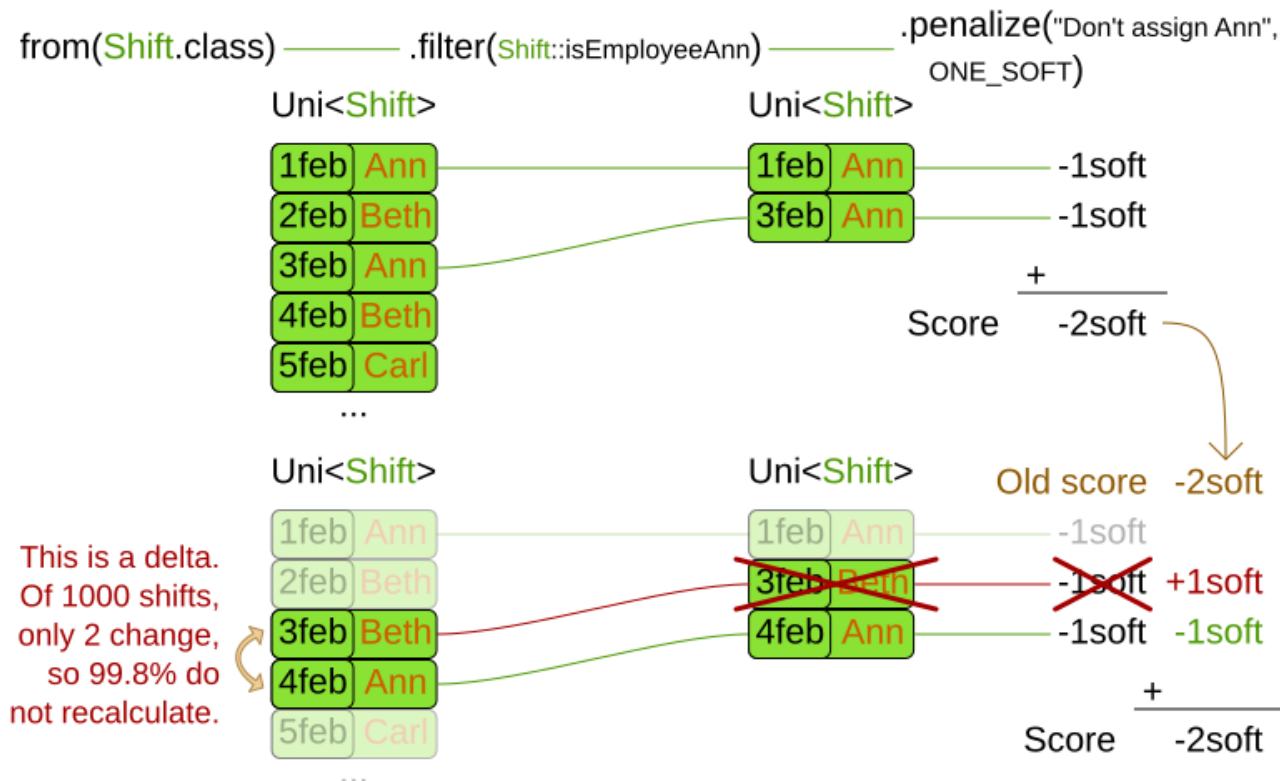 from(Shift.class) .filter(Shift::isEmployeeAnn) .penalize("Don't assign Ann",
ONE_SOFT)
Uni<Shift> Uni<Shift>
1feb Ann 1feb Ann -1soft
2feb Beth 3feb Ann -1soft
3feb Ann
+
4feb Beth
Score -2soft
5feb Carl
...
Uni<Shift> Uni<Shift>
Old score -2soft
1feb Ann 1feb Ann -1soft
This is a delta.
Of 1000 shifts,
only 2 change,
so 99.8% do
not recalculate.
2feb Beth 3feb Beth -1soft +1soft
3feb Beth 4feb Ann -1soft -1soft
4feb Ann
+
5feb Carl
Score -2soft
...